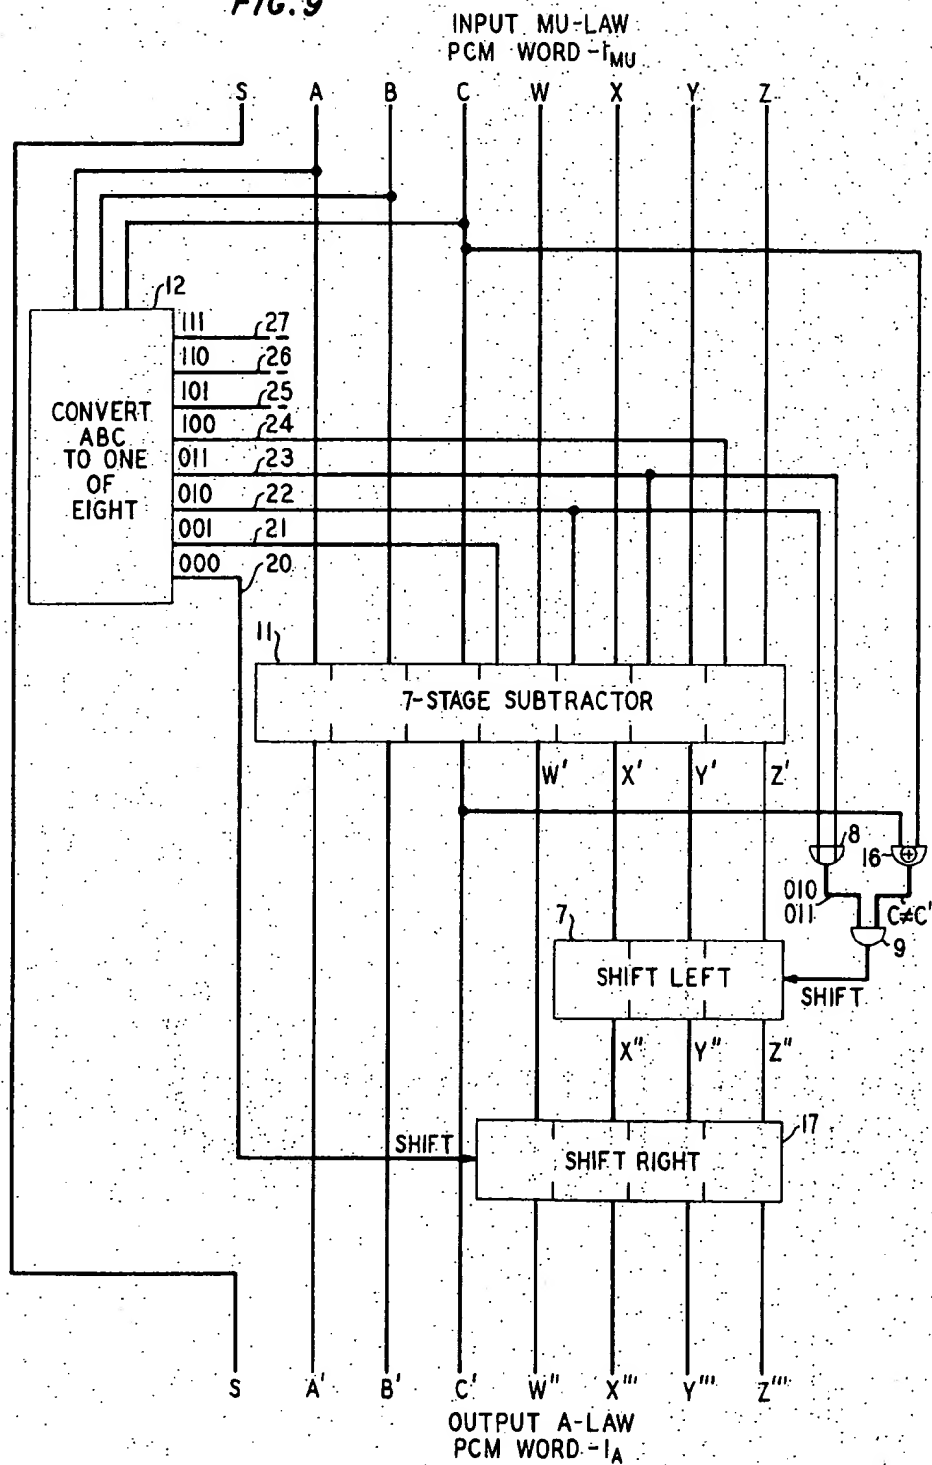 FIG. 9
INPUT MU-LAW
PCM WORD-I_MU
S A B C W X Y Z
12
CONVERT
ABC
TO ONE
OF
EIGHT
111 27
110 26
101 25
100 24
011 23
010 22
001 21
000 20
11
7-STAGE SUBTRACTOR
W' X' Y' Z'
8
16
010
011
C≠C'
9
7
SHIFT LEFT
SHIFT
X'' Y'' Z''
17
SHIFT
SHIFT RIGHT
S A' B' C' W'' X''' Y''' Z'''
OUTPUT A-LAW
PCM WORD-I_A